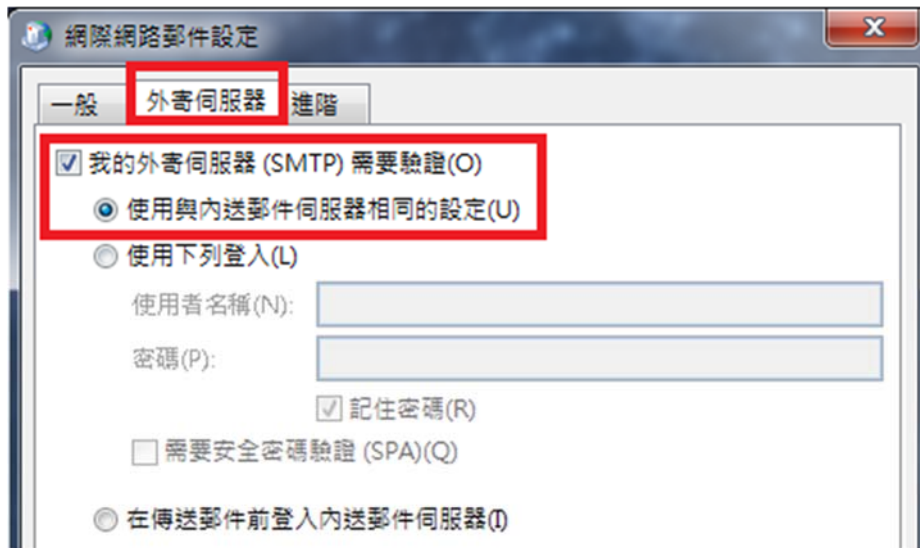 網際網路郵件設定
一般 外寄伺服器 進階
我的外寄伺服器 (SMTP) 需要驗證(O)
使用與內送郵件伺服器相同的設定(U)
使用下列登入(L)
使用者名稱(N):
密碼(P):
記住密碼(R)
需要安全密碼驗證 (SPA)(Q)
在傳送郵件前登入內送郵件伺服器(I)